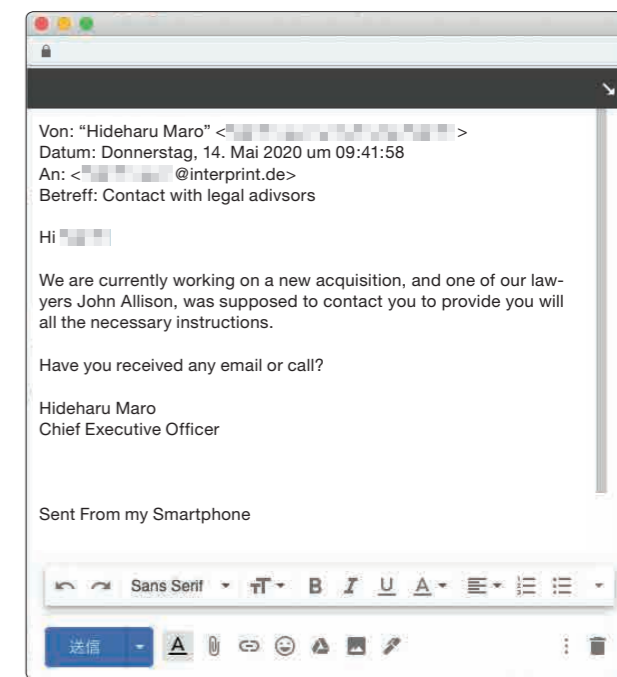 Von: “Hideharu Maro” < >
Datum: Donnerstag, 14. Mai 2020 um 09:41:58
An: < @interprint.de>
Betreff: Contact with legal adivsors
Hi
We are currently working on a new acquisition, and one of our law-
yers John Allison, was supposed to contact you to provide you will
all the necessary instructions.
Have you received any email or call?
Hideharu Maro
Chief Executive Officer
Sent From my Smartphone
Sans Serif
送信